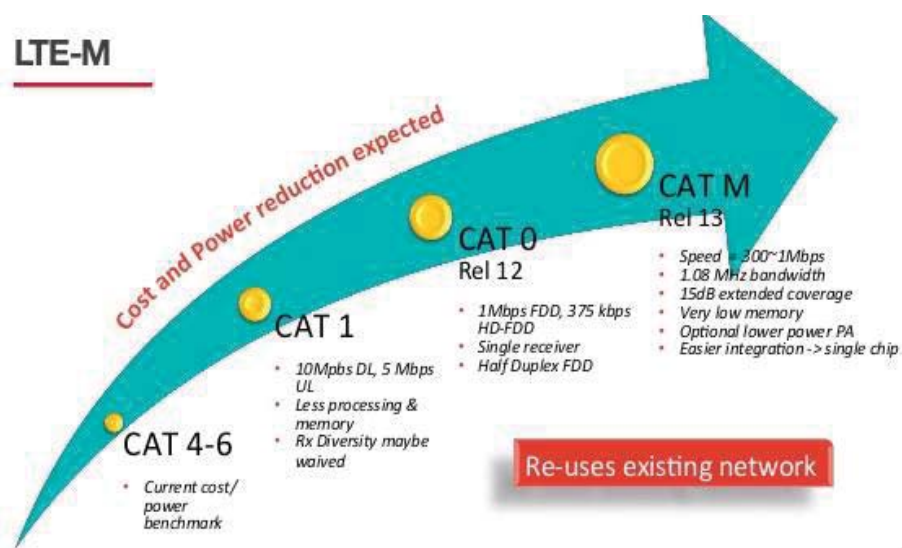 LTE-M
Cost and Power reduction expected
CAT M
Rel 13
• Speed = 300~1Mbps
• 1.08 MHz bandwidth
• 15dB extended coverage
• Very low memory
• Optional lower power PA
• Easier integration -> single chip
CAT 0
Rel 12
• 1Mbps FDD, 375 kbps
HD-FDD
• Single receiver
• Half Duplex FDD
CAT 1
• 10Mpbs DL, 5 Mbps
UL
• Less processing &
memory
• Rx Diversity maybe
waived
CAT 4-6
• Current cost/
power
benchmark
Re-uses existing network